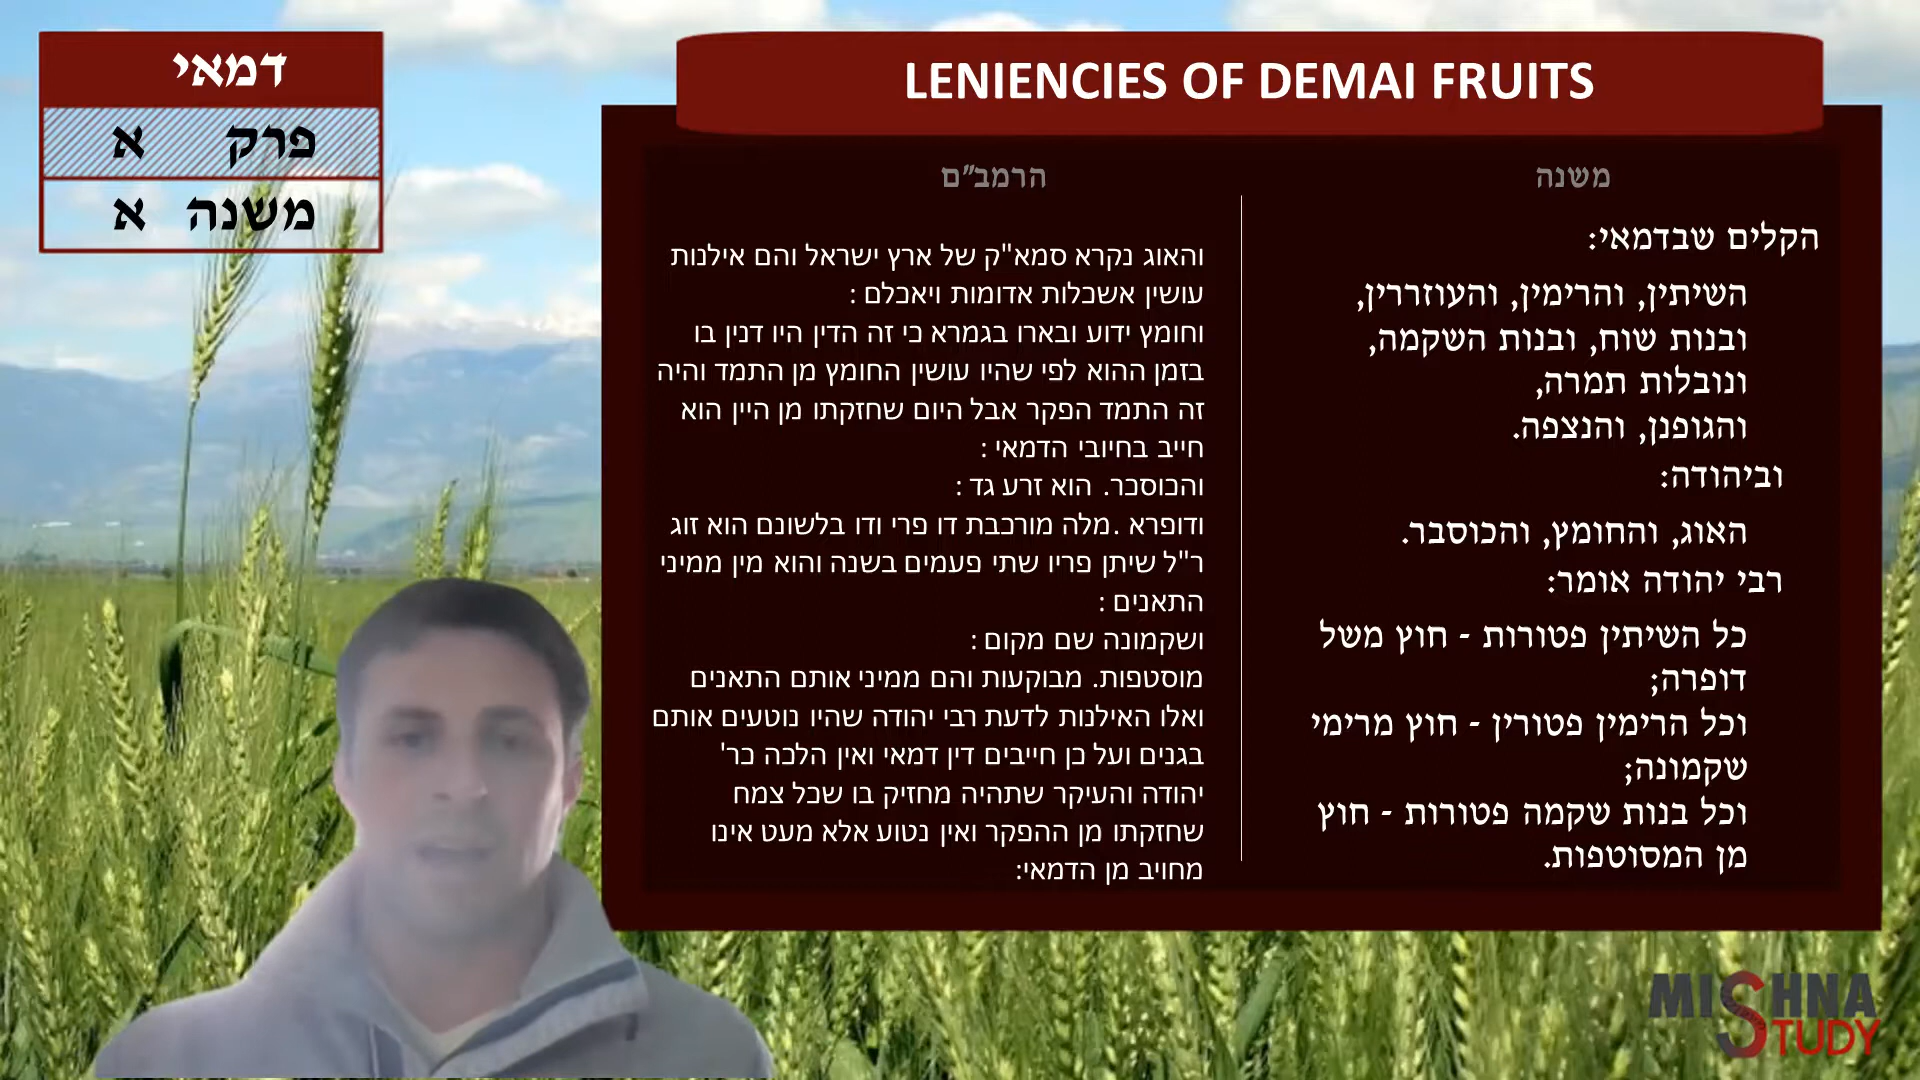 דמאי
פרק א
משנה א
LENIENCIES OF DEMAI FRUITS
משנה
הקלים שבדמאי:
השיתין, והרימין, והעוזררין,
ובנות שוח, ובנות השקמה,
ונובלות תמרה,
והגופנן, והנצפה.
וביהודה:
האוג, והחומץ, והכוסבר.
רבי יהודה אומר:
כל השיתין פטורות - חוץ משל
דופרה;
וכל הרימין פטורין - חוץ מרימי
שקמונה;
וכל בנות שקמה פטורות - חוץ
מן המסוטפות.
הרמב"ם
והאוג נקרא סמא"ק של ארץ ישראל והם אילנות
עושין אשכלות אדומות ויאכלם :
וחומץ ידוע ובארו בגמרא כי זה הדין היו דנין בו
בזמן ההוא לפי שהיו עושין החומץ מן התמד והיה
זה התמד הפקר אבל היום שחזקתו מן היין הוא
חייב בחיובי הדמאי :
והכוסכר. הוא זרע גד :
ודופרא .מלה מורכבת דו פרי ודו בלשונם הוא זוג
ר"ל שיתן פריו שתי פעמים בשנה והוא מין ממיני
התאנים :
ושקמונה שם מקום :
מוסטפות. מבוקעות והם ממיני אותם התאנים
ואלו האילנות לדעת רבי יהודה שהיו נוטעים אותם
בגנים ועל כן חייבים דין דמאי ואין הלכה כר'
יהודה והעיקר שתהיה מחזיק בו שכל צמח
שחזקתו מן ההפקר ואין נטוע אלא מעט אינו
מחויב מן הדמאי:
MISHNA
STUDY